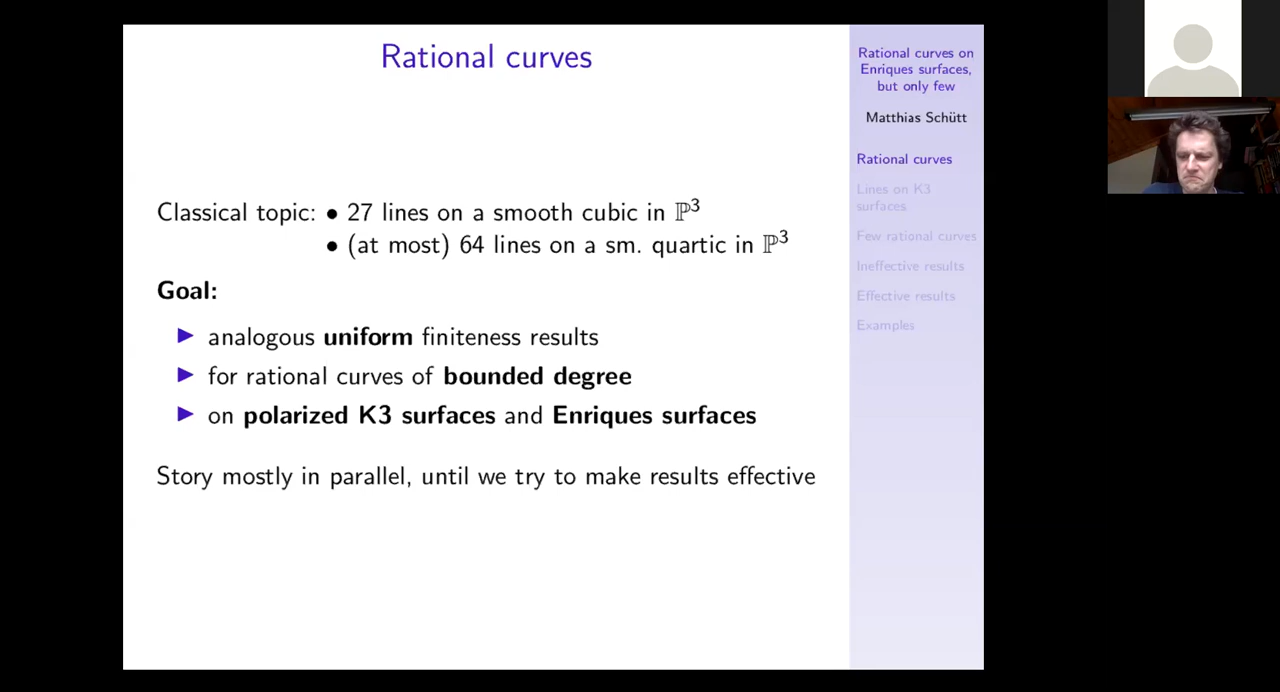 Rational curves
Classical topic: • 27 lines on a smooth cubic in ℙ³
• (at most) 64 lines on a sm. quartic in ℙ³
Goal:
▶ analogous uniform finiteness results
▶ for rational curves of bounded degree
▶ on polarized K3 surfaces and Enriques surfaces
Story mostly in parallel, until we try to make results effective
Rational curves on
Enriques surfaces,
but only few
Matthias Schütt
Rational curves
Lines on K3
surfaces
Few rational curves
Ineffective results
Effective results
Examples